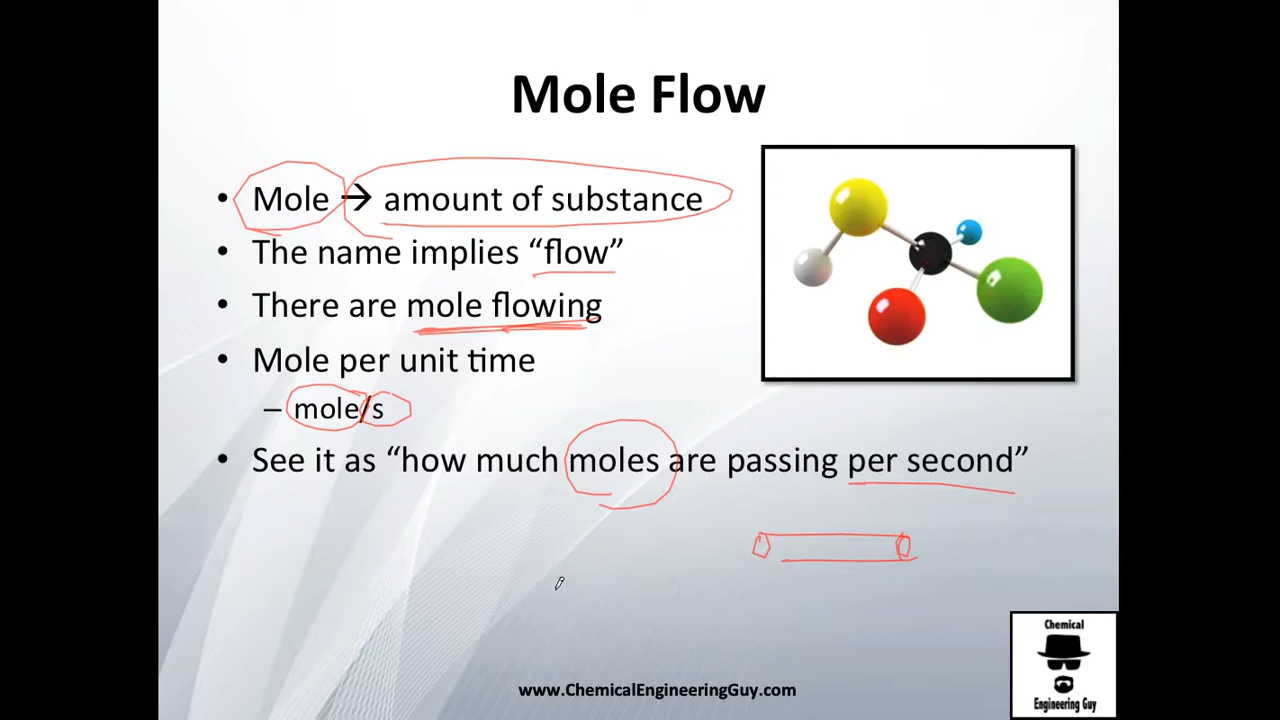 Mole Flow
• Mole → amount of substance
• The name implies “flow”
• There are mole flowing
• Mole per unit time
– mole/s
• See it as “how much moles are passing per second”
www.ChemicalEngineeringGuy.com
Chemical
Engineering Guy